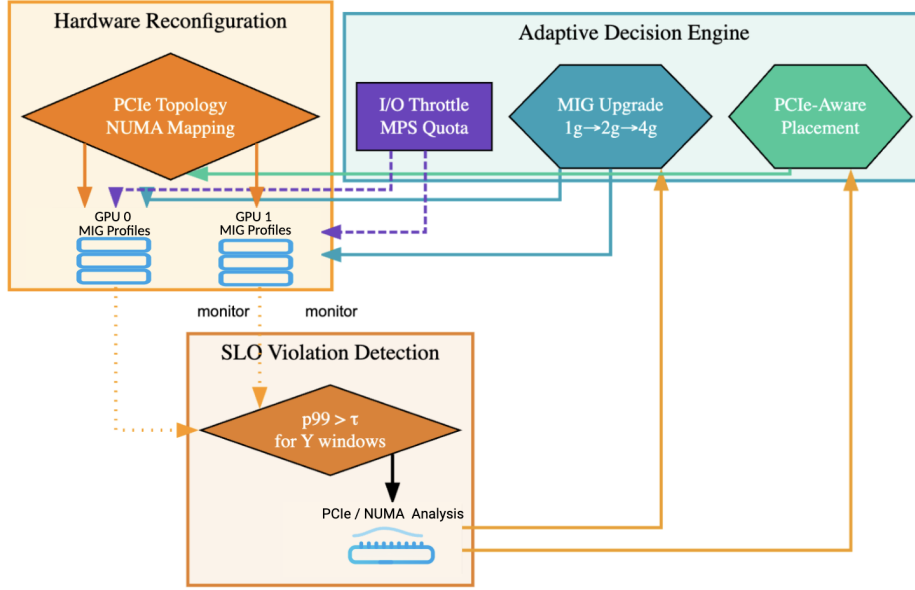 Hardware Reconfiguration
PCIe Topology
NUMA Mapping
GPU 0
MIG Profiles
GPU 1
MIG Profiles
Adaptive Decision Engine
I/O Throttle
MPS Quota
MIG Upgrade
1g→2g→4g
PCIe-Aware
Placement
monitor
monitor
SLO Violation Detection
p99 > τ
for Y windows
PCIe / NUMA Analysis